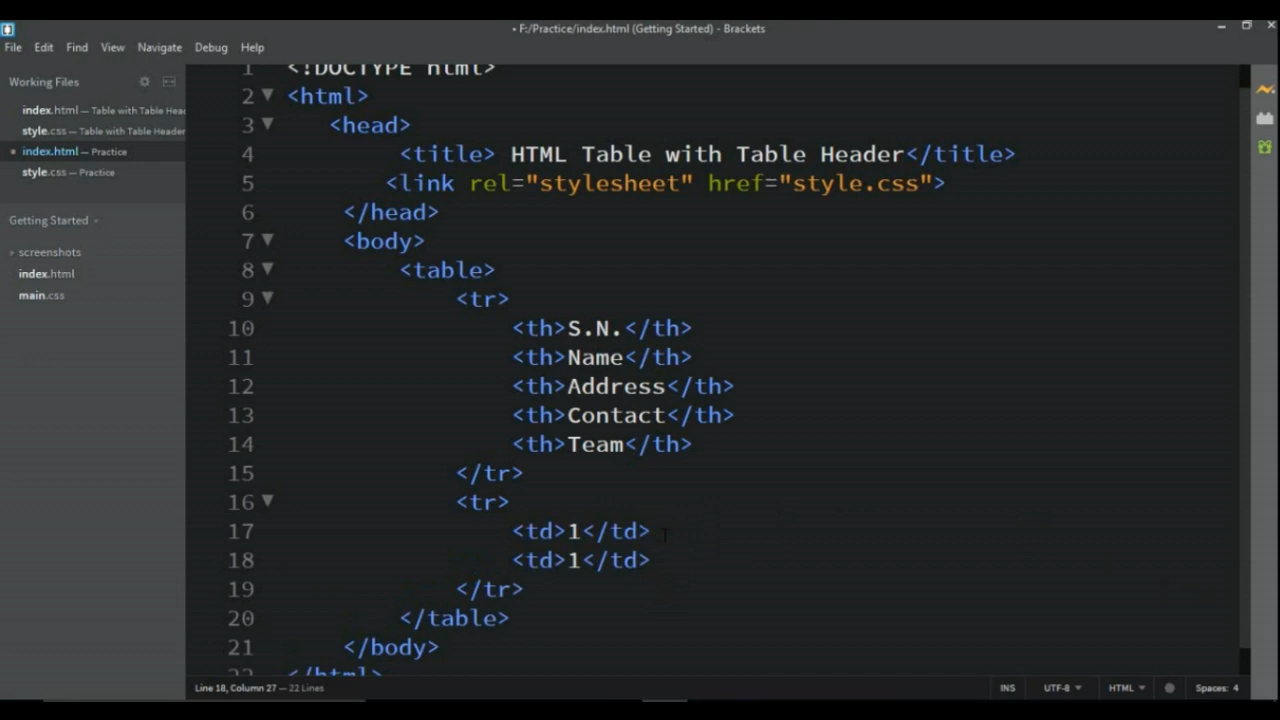 • F:/Practice/index.html (Getting Started) - Brackets
File Edit Find View Navigate Debug Help
Working Files
index.html — Table with Table Hea
style.css — Table with Table Header
• index.html — Practice
style.css — Practice
Getting Started
screenshots
index.html
main.css
1 <!DOCTYPE html>
2 <html>
3 <head>
4 <title> HTML Table with Table Header</title>
5 <link rel="stylesheet" href="style.css">
6 </head>
7 <body>
8 <table>
9 <tr>
10 <th>S.N.</th>
11 <th>Name</th>
12 <th>Address</th>
13 <th>Contact</th>
14 <th>Team</th>
15 </tr>
16 <tr>
17 <td>1</td>
18 <td>1</td>
19 </tr>
20 </table>
21 </body>
22 </html>
Line 18, Column 27 — 22 Lines
INS UTF-8 HTML Spaces: 4